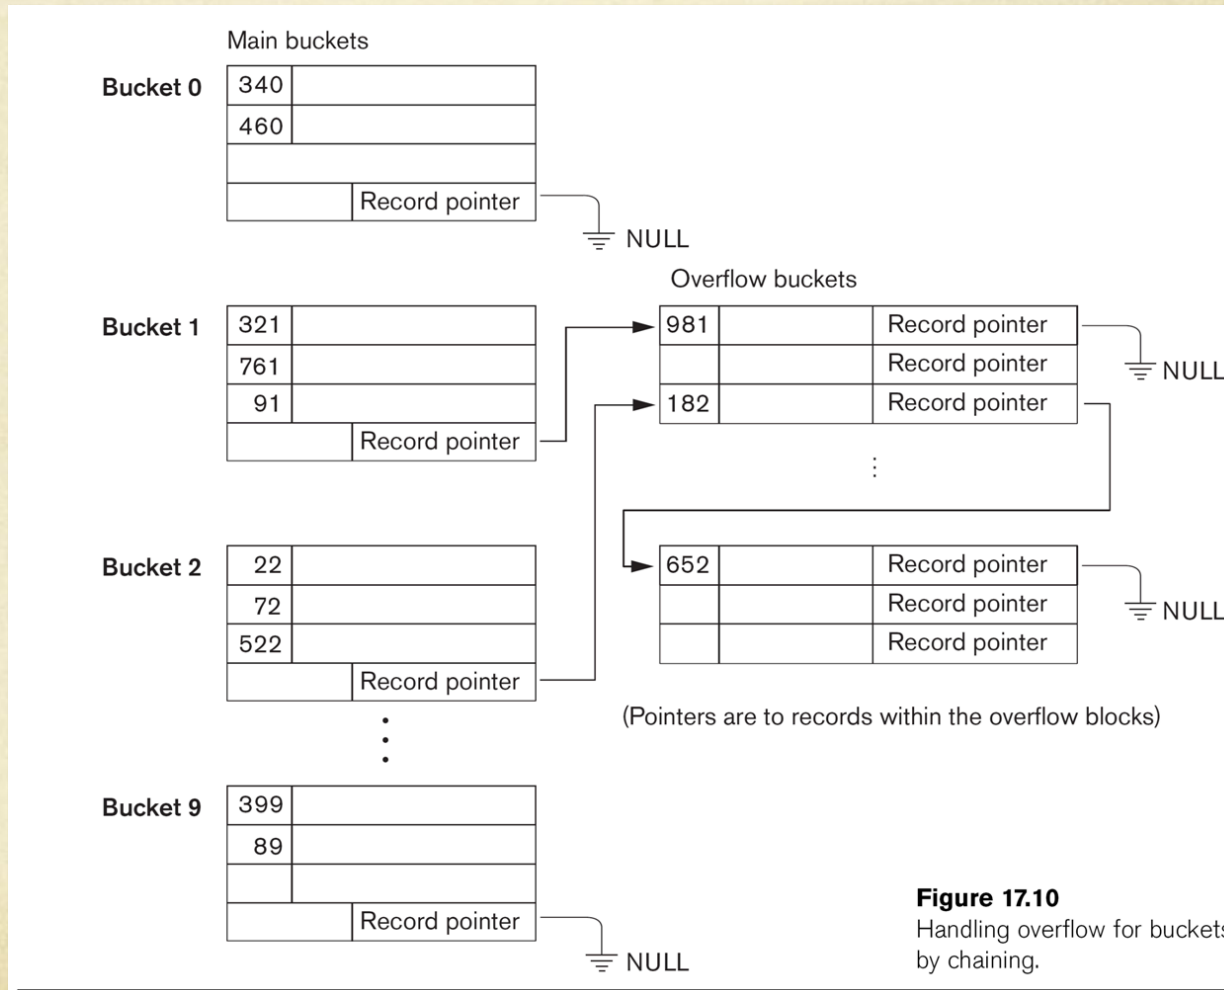 Main buckets
Bucket 0
340
460
Record pointer
NULL
Overflow buckets
Bucket 1
321
761
91
Record pointer
981 Record pointer
Record pointer
182 Record pointer
NULL
Bucket 2
22
72
522
Record pointer
652 Record pointer
Record pointer
Record pointer
NULL
(Pointers are to records within the overflow blocks)
Bucket 9
399
89
Record pointer
NULL
Figure 17.10
Handling overflow for buckets
by chaining.